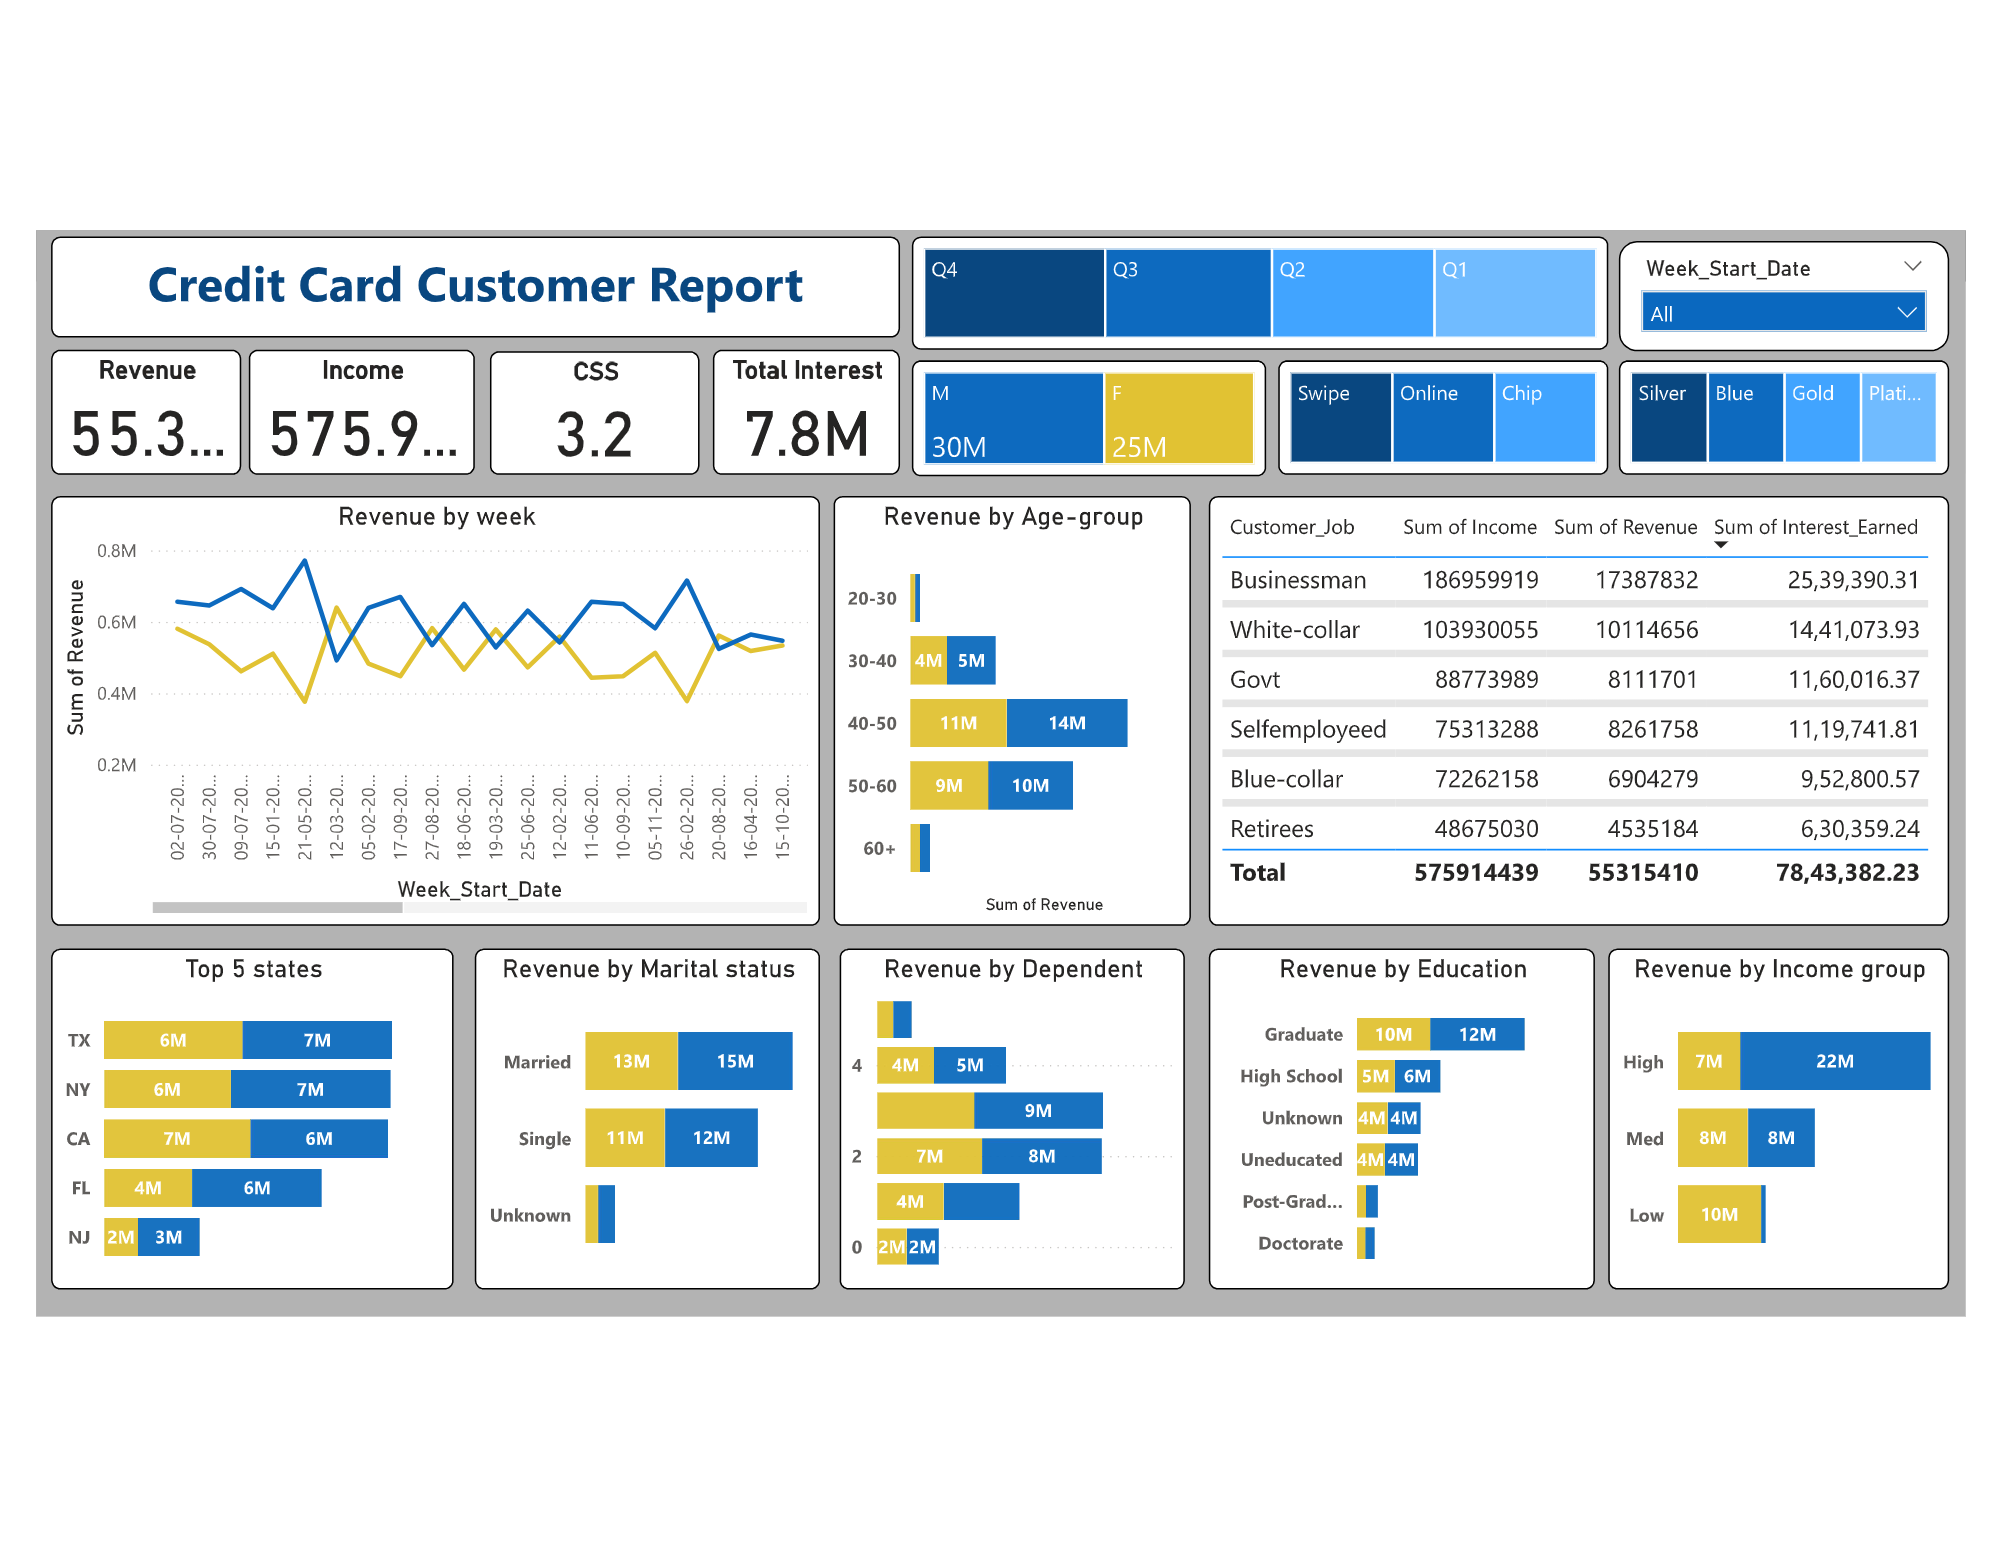 Credit Card Customer Report
Q4 Q3 Q2 Q1
Week_Start_Date
All
Revenue
55.3...
Income
575.9...
CSS
3.2
Total Interest
7.8M
M
30M
F
25M
Swipe Online Chip
Silver Blue Gold Plati...
Revenue by week
Sum of Revenue
0.8M
0.6M
0.4M
0.2M
02-07-20...
30-07-20...
09-07-20...
15-01-20...
21-05-20...
12-03-20...
05-02-20...
17-09-20...
27-08-20...
18-06-20...
19-03-20...
25-06-20...
12-02-20...
11-06-20...
10-09-20...
05-11-20...
26-02-20...
20-08-20...
16-04-20...
15-10-20...
Week_Start_Date
Revenue by Age-group
20-30
30-40 4M 5M
40-50 11M 14M
50-60 9M 10M
60+
Sum of Revenue
Customer_Job Sum of Income Sum of Revenue Sum of Interest_Earned
Businessman 186959919 17387832 25,39,390.31
White-collar 103930055 10114656 14,41,073.93
Govt 88773989 8111701 11,60,016.37
Selfemployeed 75313288 8261758 11,19,741.81
Blue-collar 72262158 6904279 9,52,800.57
Retirees 48675030 4535184 6,30,359.24
Total 575914439 55315410 78,43,382.23
Top 5 states
TX 6M 7M
NY 6M 7M
CA 7M 6M
FL 4M 6M
NJ 2M 3M
Revenue by Marital status
Married 13M 15M
Single 11M 12M
Unknown
Revenue by Dependent
4 4M 5M
9M
2 7M 8M
4M
0 2M 2M
Revenue by Education
Graduate 10M 12M
High School 5M 6M
Unknown 4M 4M
Uneducated 4M 4M
Post-Grad...
Doctorate
Revenue by Income group
High 7M 22M
Med 8M 8M
Low 10M